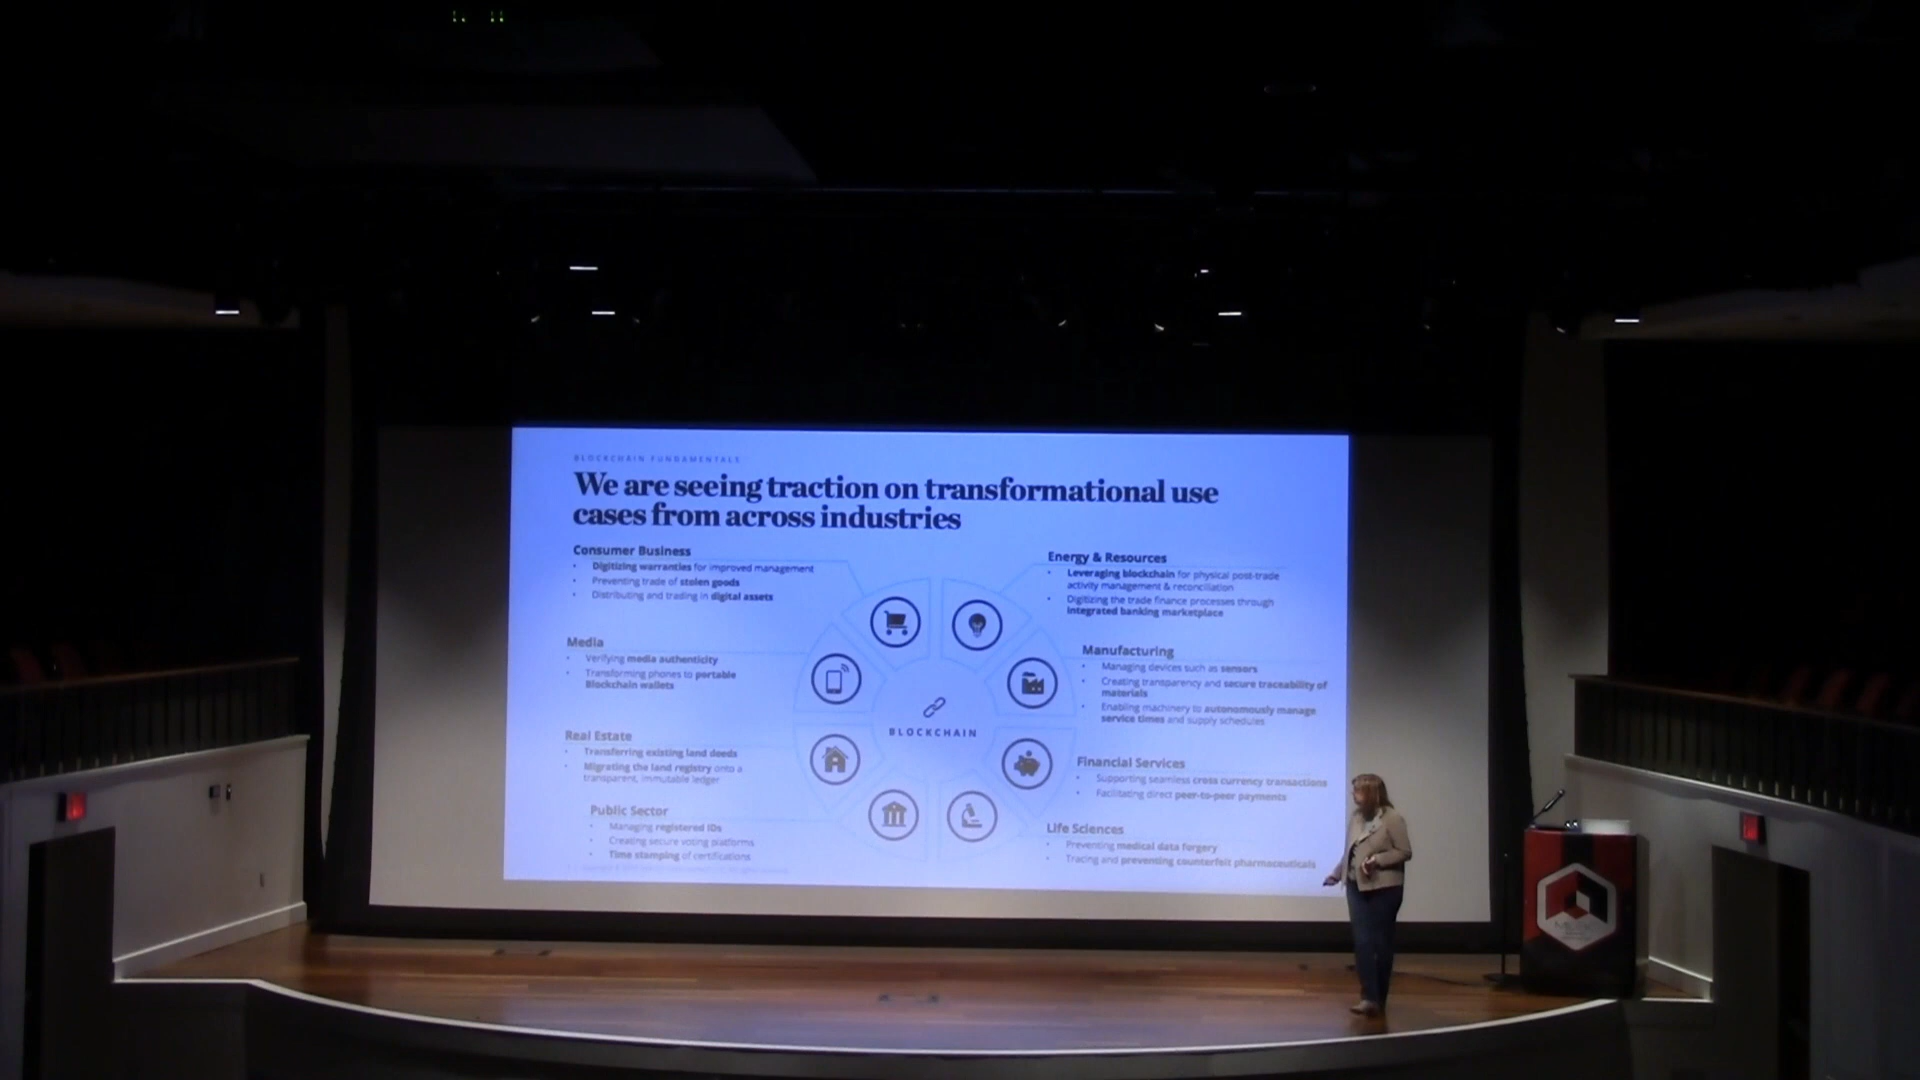 BLOCKCHAIN FUNDAMENTALS
We are seeing traction on transformational use
cases from across industries
Consumer Business
• Digitizing warranties for improved management
• Preventing trade of stolen goods
• Distributing and trading in digital assets
Media
• Verifying media authenticity
• Transforming phones to portable
Blockchain wallets
Real Estate
• Transferring existing land deeds
• Migrating the land registry onto a
transparent, immutable ledger
Public Sector
• Managing registered IDs
• Creating secure voting platforms
• Time stamping of certifications
BLOCKCHAIN
Energy & Resources
• Leveraging blockchain for physical post-trade
activity management & reconciliation
• Digitizing the trade finance processes through
integrated banking marketplace
Manufacturing
• Managing devices such as sensors
• Creating transparency and secure traceability of
materials
• Enabling machinery to autonomously manage
service times and supply schedules
Financial Services
• Supporting seamless cross currency transactions
• Facilitating direct peer-to-peer payments
Life Sciences
• Preventing medical data forgery
• Tracing and preventing counterfeit pharmaceuticals